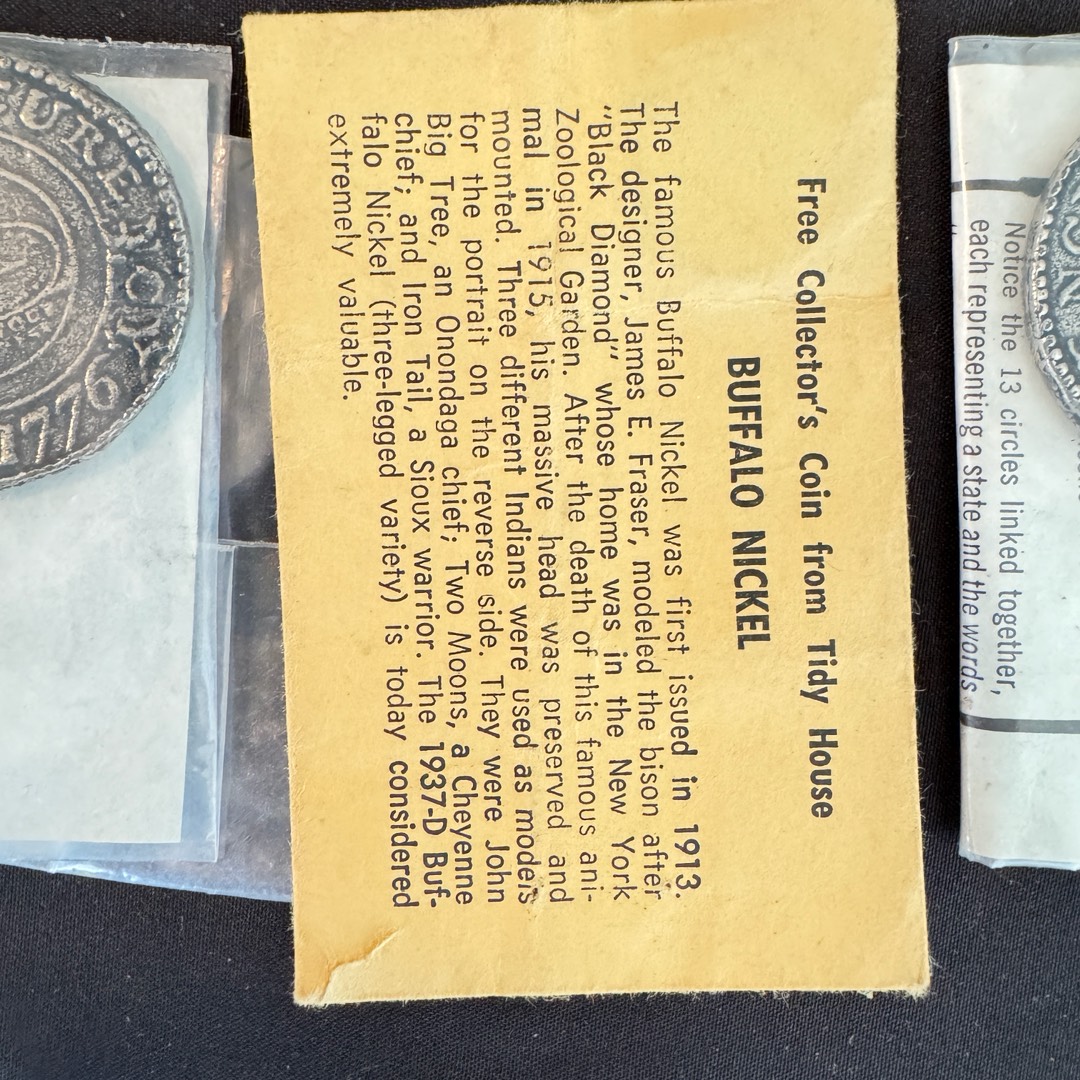 Free Collector's Coin from Tidy House
BUFFALO NICKEL
The famous Buffalo Nickel was first issued in 1913.
The designer, James E. Fraser, modeled the bison after
"Black Diamond" whose home was in the New York
Zoological Garden. After the death of this famous ani-
mal in 1915, his massive head was preserved and
mounted. Three different Indians were used as models
for the portrait on the reverse side. They were John
Big Tree, an Onondaga chief; Two Moons, a Cheyenne
chief; and Iron Tail, a Sioux warrior. The 1937-D Buf-
falo Nickel (three-legged variety) is today considered
extremely valuable.
Notice the 13 circles linked together,
each representing a state and the words
1776